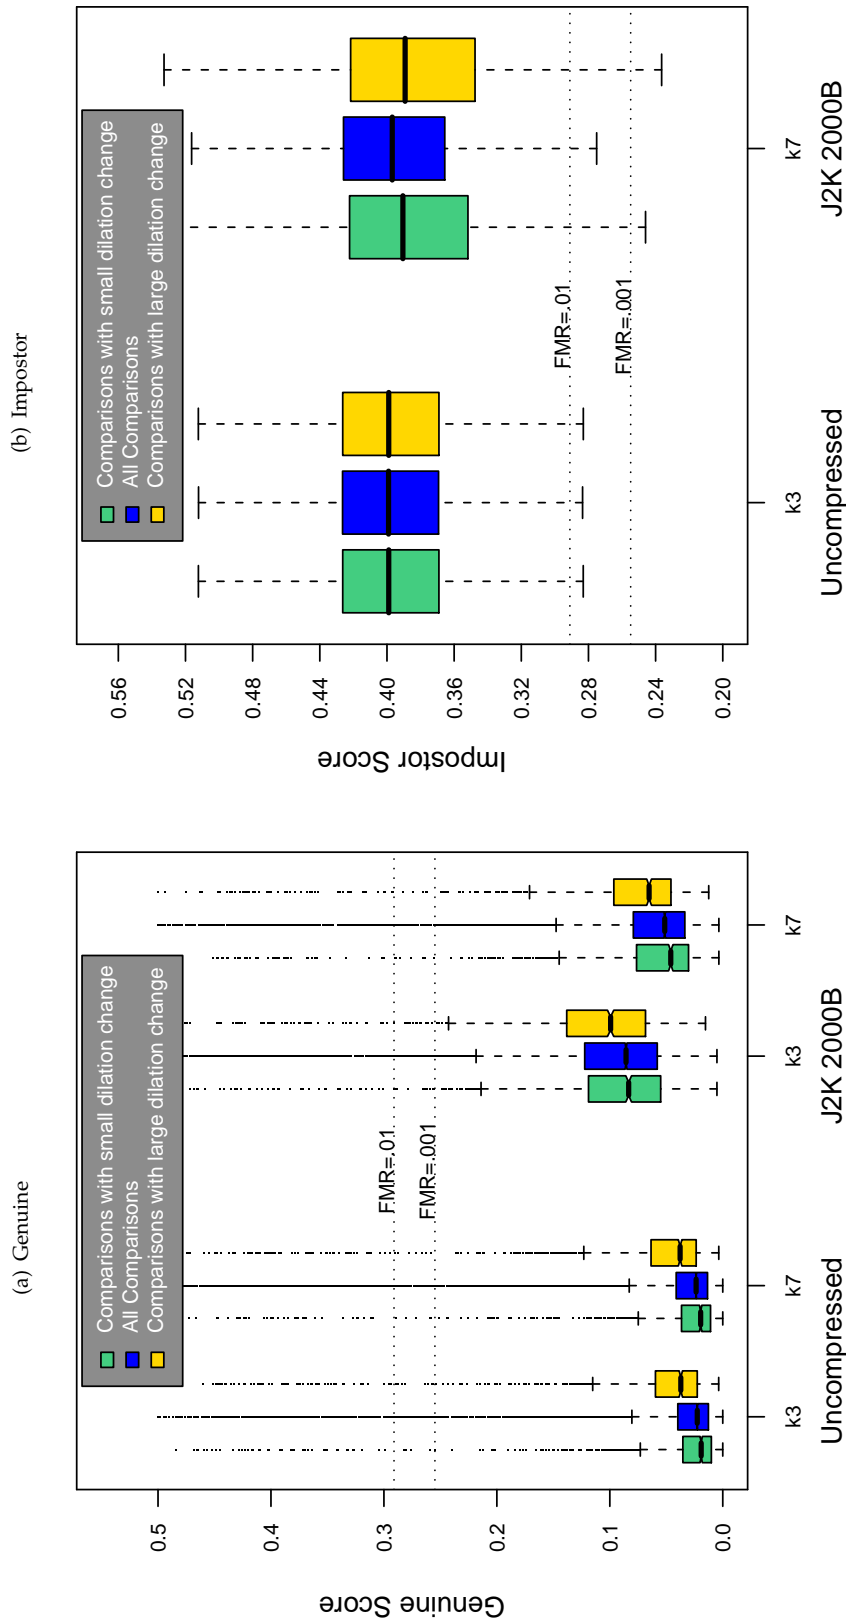 (a) Genuine
Genuine Score
0.0
0.1
0.2
0.3
0.4
0.5
Comparisons with small dilation change
All Comparisons
Comparisons with large dilation change
FMR=.01
FMR=.001
k3
k7
k3
k7
Uncompressed
J2K 2000B
(b) Impostor
Impostor Score
0.20
0.24
0.28
0.32
0.36
0.40
0.44
0.48
0.52
0.56
Comparisons with small dilation change
All Comparisons
Comparisons with large dilation change
FMR=.01
FMR=.001
k3
k7
Uncompressed
J2K 2000B